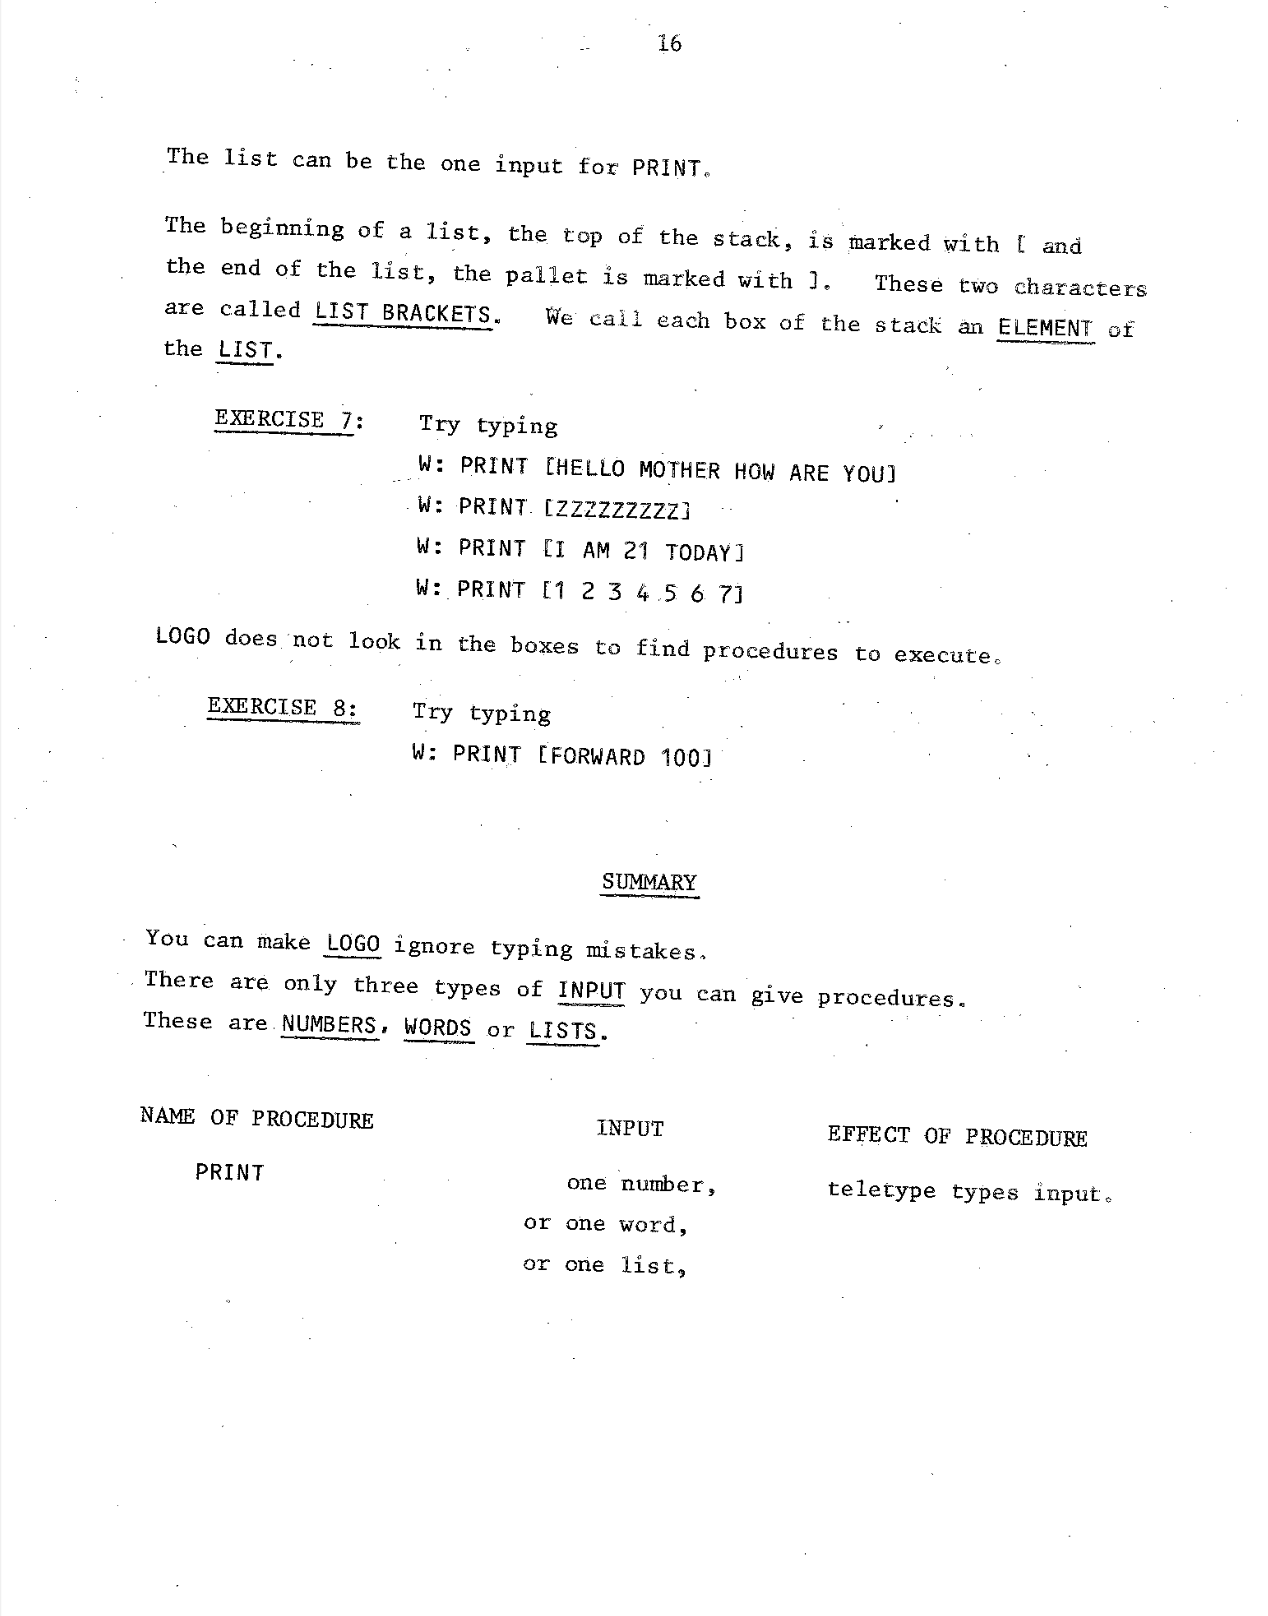 16
The list can be the one input for PRINT.
The beginning of a list, the top of the stack, is marked with [ and
the end of the list, the pallet is marked with ]. These two characters
are called LIST BRACKETS. We call each box of the stack an ELEMENT of
the LIST.
EXERCISE 7: Try typing
W: PRINT [HELLO MOTHER HOW ARE YOU]
W: PRINT [ZZZZZZZZZ]
W: PRINT [I AM 21 TODAY]
W: PRINT [1 2 3 4 5 6 7]
LOGO does not look in the boxes to find procedures to execute.
EXERCISE 8: Try typing
W: PRINT [FORWARD 100]
SUMMARY
You can make LOGO ignore typing mistakes.
There are only three types of INPUT you can give procedures.
These are NUMBERS, WORDS or LISTS.
NAME OF PROCEDURE INPUT EFFECT OF PROCEDURE
PRINT one number, teletype types input.
or one word,
or one list,